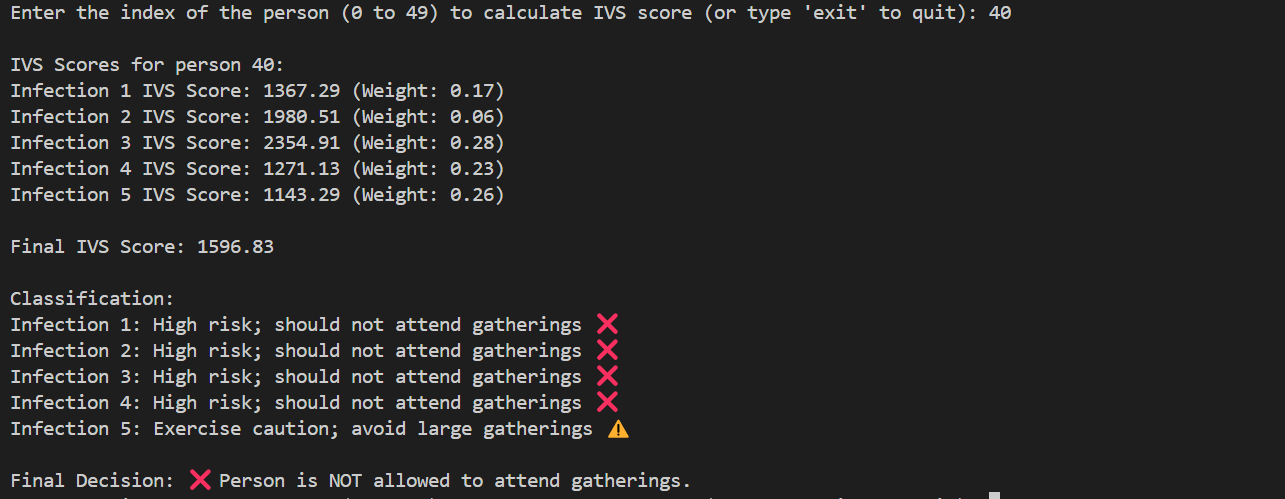 Enter the index of the person (0 to 49) to calculate IVS score (or type 'exit' to quit): 40
IVS Scores for person 40:
Infection 1 IVS Score: 1367.29 (Weight: 0.17)
Infection 2 IVS Score: 1980.51 (Weight: 0.06)
Infection 3 IVS Score: 2354.91 (Weight: 0.28)
Infection 4 IVS Score: 1271.13 (Weight: 0.23)
Infection 5 IVS Score: 1143.29 (Weight: 0.26)
Final IVS Score: 1596.83
Classification:
Infection 1: High risk; should not attend gatherings ❌
Infection 2: High risk; should not attend gatherings ❌
Infection 3: High risk; should not attend gatherings ❌
Infection 4: High risk; should not attend gatherings ❌
Infection 5: Exercise caution; avoid large gatherings ⚠️
Final Decision: ❌ Person is NOT allowed to attend gatherings.